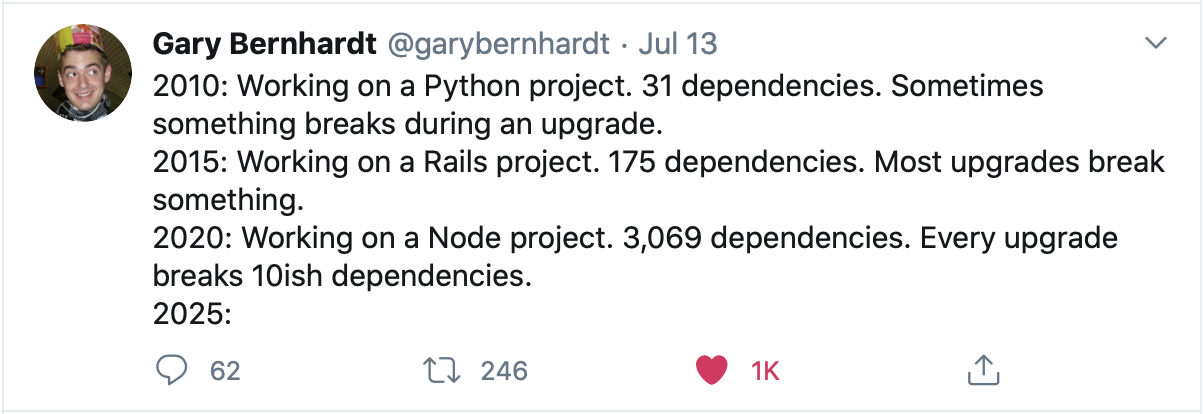 Gary Bernhardt @garybernhardt · Jul 13
2010: Working on a Python project. 31 dependencies. Sometimes
something breaks during an upgrade.
2015: Working on a Rails project. 175 dependencies. Most upgrades break
something.
2020: Working on a Node project. 3,069 dependencies. Every upgrade
breaks 10ish dependencies.
2025:
62 246 1K